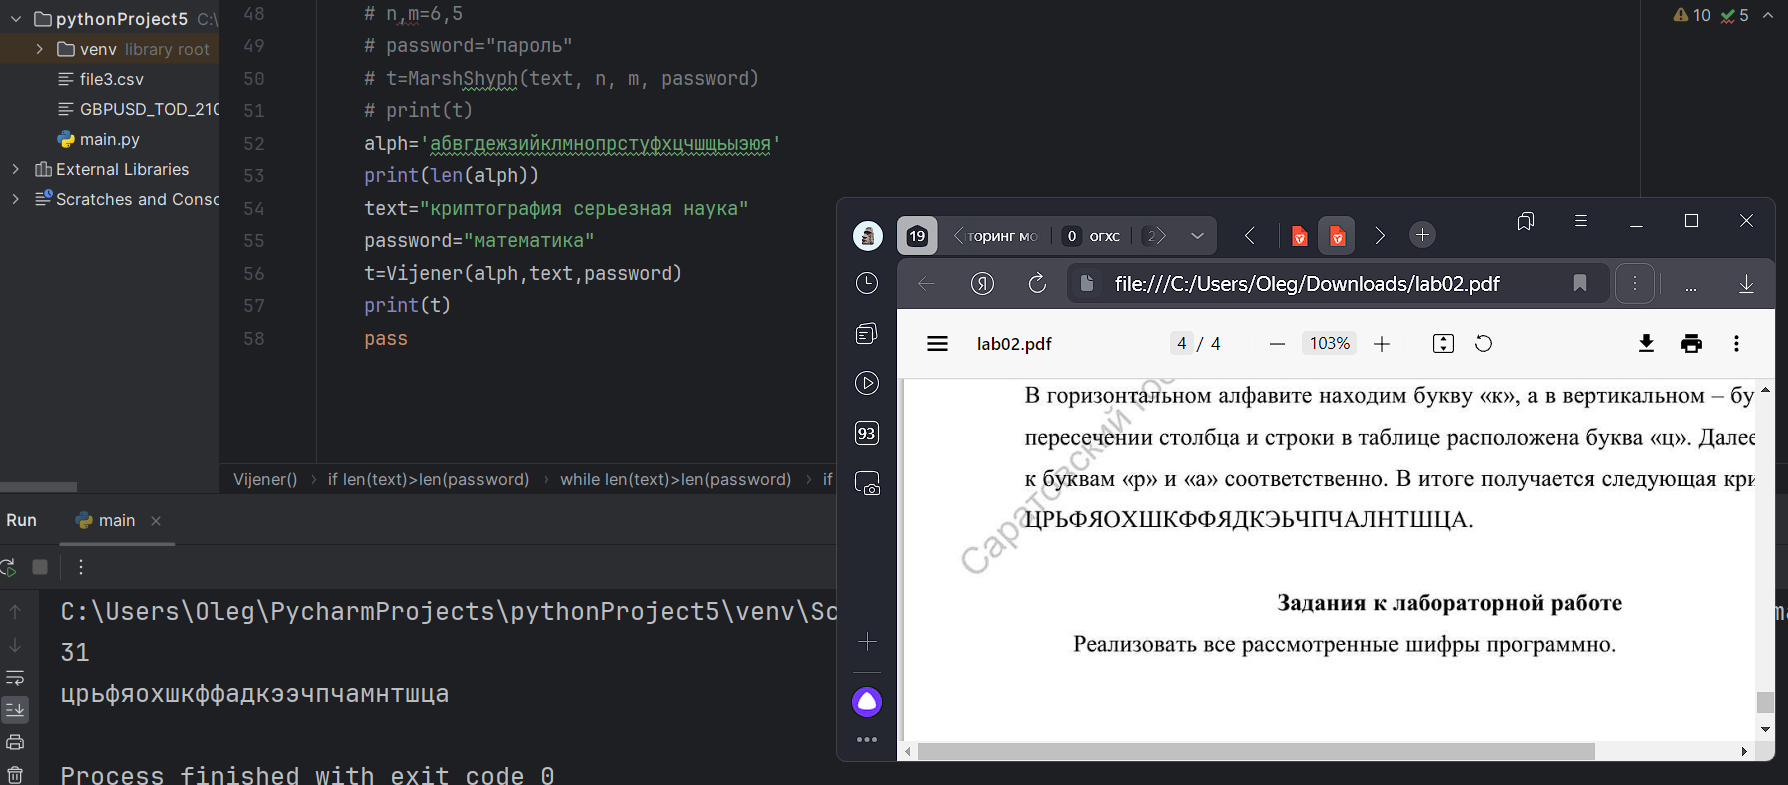 pythonProject5 C:\
venv library root
file3.csv
GBPUSD_TOD_210
main.py
External Libraries
Scratches and Consc
48 # n,m=6,5
49 # password="пароль"
50 # t=MarshShyph(text, n, m, password)
51 # print(t)
52 alph='абвгдежзийклмнопрстуфхцчшщьыэюя'
53 print(len(alph))
54 text="криптография серьезная наука"
55 password="математика"
56 t=Vijener(alph,text,password)
57 print(t)
58 pass
10 5
Vijener() if len(text)>len(password) while len(text)>len(password) if
Run main
C:\Users\Oleg\PycharmProjects\pythonProject5\venv\Sc
31
црьфяохшкффадкээчпчамнтшца
Process finished with exit code 0
19 торинг мо 0 огхс 2
Я file:///C:/Users/Oleg/Downloads/lab02.pdf ...
93
lab02.pdf 4 / 4 103%
В горизонтальном алфавите находим букву «к», а в вертикальном – бу
пересечении столбца и строки в таблице расположена буква «ц». Далее
к буквам «р» и «а» соответственно. В итоге получается следующая кри
ЦРЬФЯОХШКФФЯДКЭЬЧПЧАЛНТШЦА.
Саратовский гос
Задания к лабораторной работе
Реализовать все рассмотренные шифры программно.